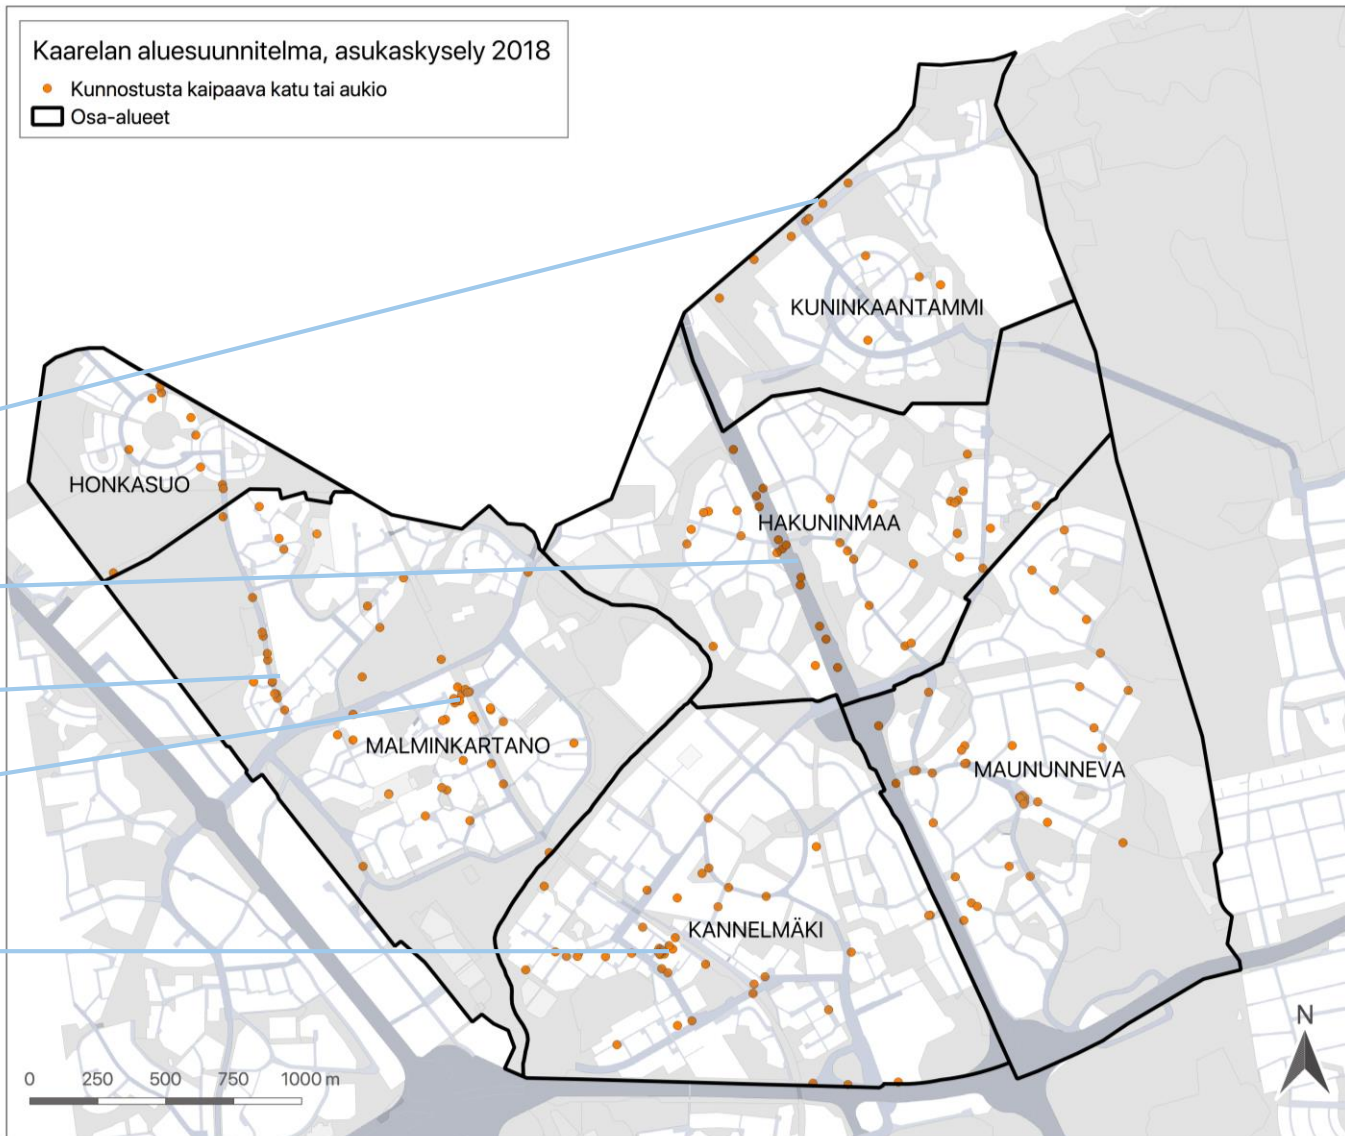 Kaarelan aluesuunnitelma, asukaskysely 2018
Kunnostusta kaipaava katu tai aukio
Osa-alueet
KUNINKAANTAMMI
HONKASUO
HAKUNINMAA
MALMINKARTANO
MAUNUNNEVA
KANNELMÄKI
N
0 250 500 750 1000 m